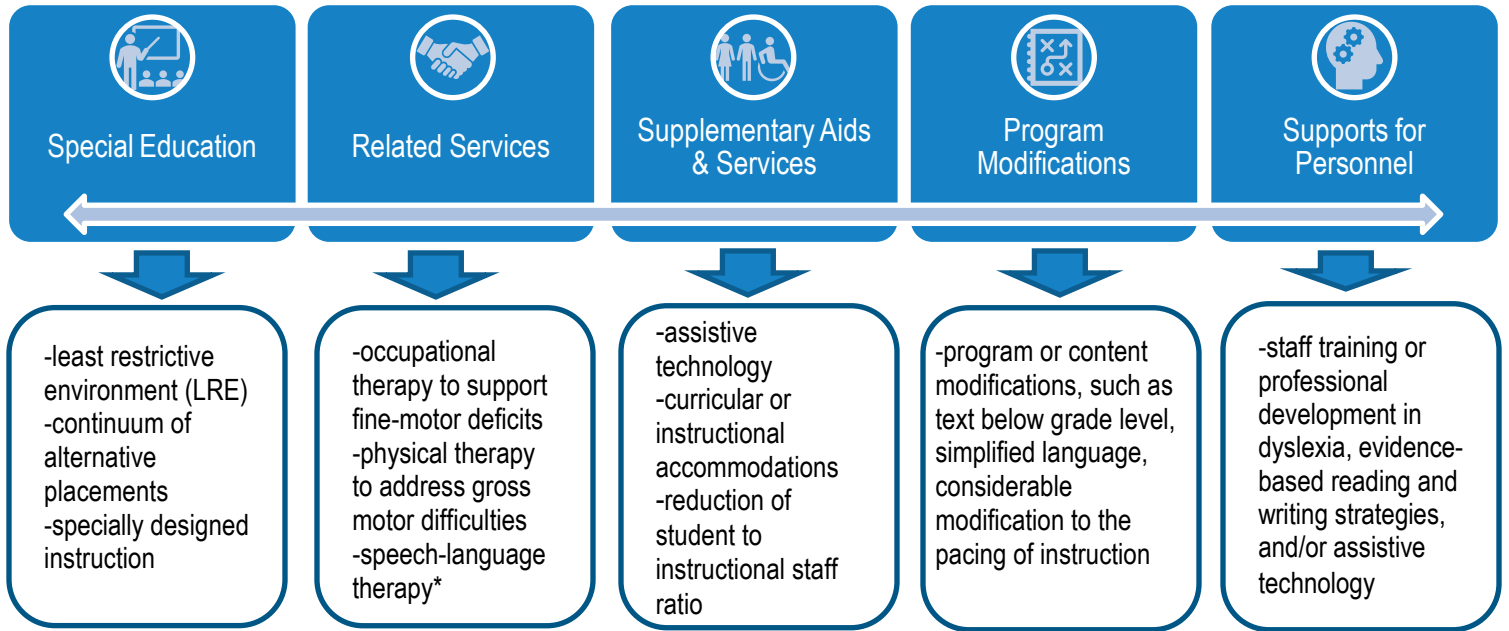 Special Education
Related Services
Supplementary Aids
& Services
Program
Modifications
Supports for
Personnel
-least restrictive
environment (LRE)
-continuum of
alternative
placements
-specially designed
instruction
-occupational
therapy to support
fine-motor deficits
-physical therapy
to address gross
motor difficulties
-speech-language
therapy*
-assistive
technology
-curricular or
instructional
accommodations
-reduction of
student to
instructional staff
ratio
-program or content
modifications, such as
text below grade level,
simplified language,
considerable
modification to the
pacing of instruction
-staff training or
professional
development in
dyslexia, evidence-
based reading and
writing strategies,
and/or assistive
technology